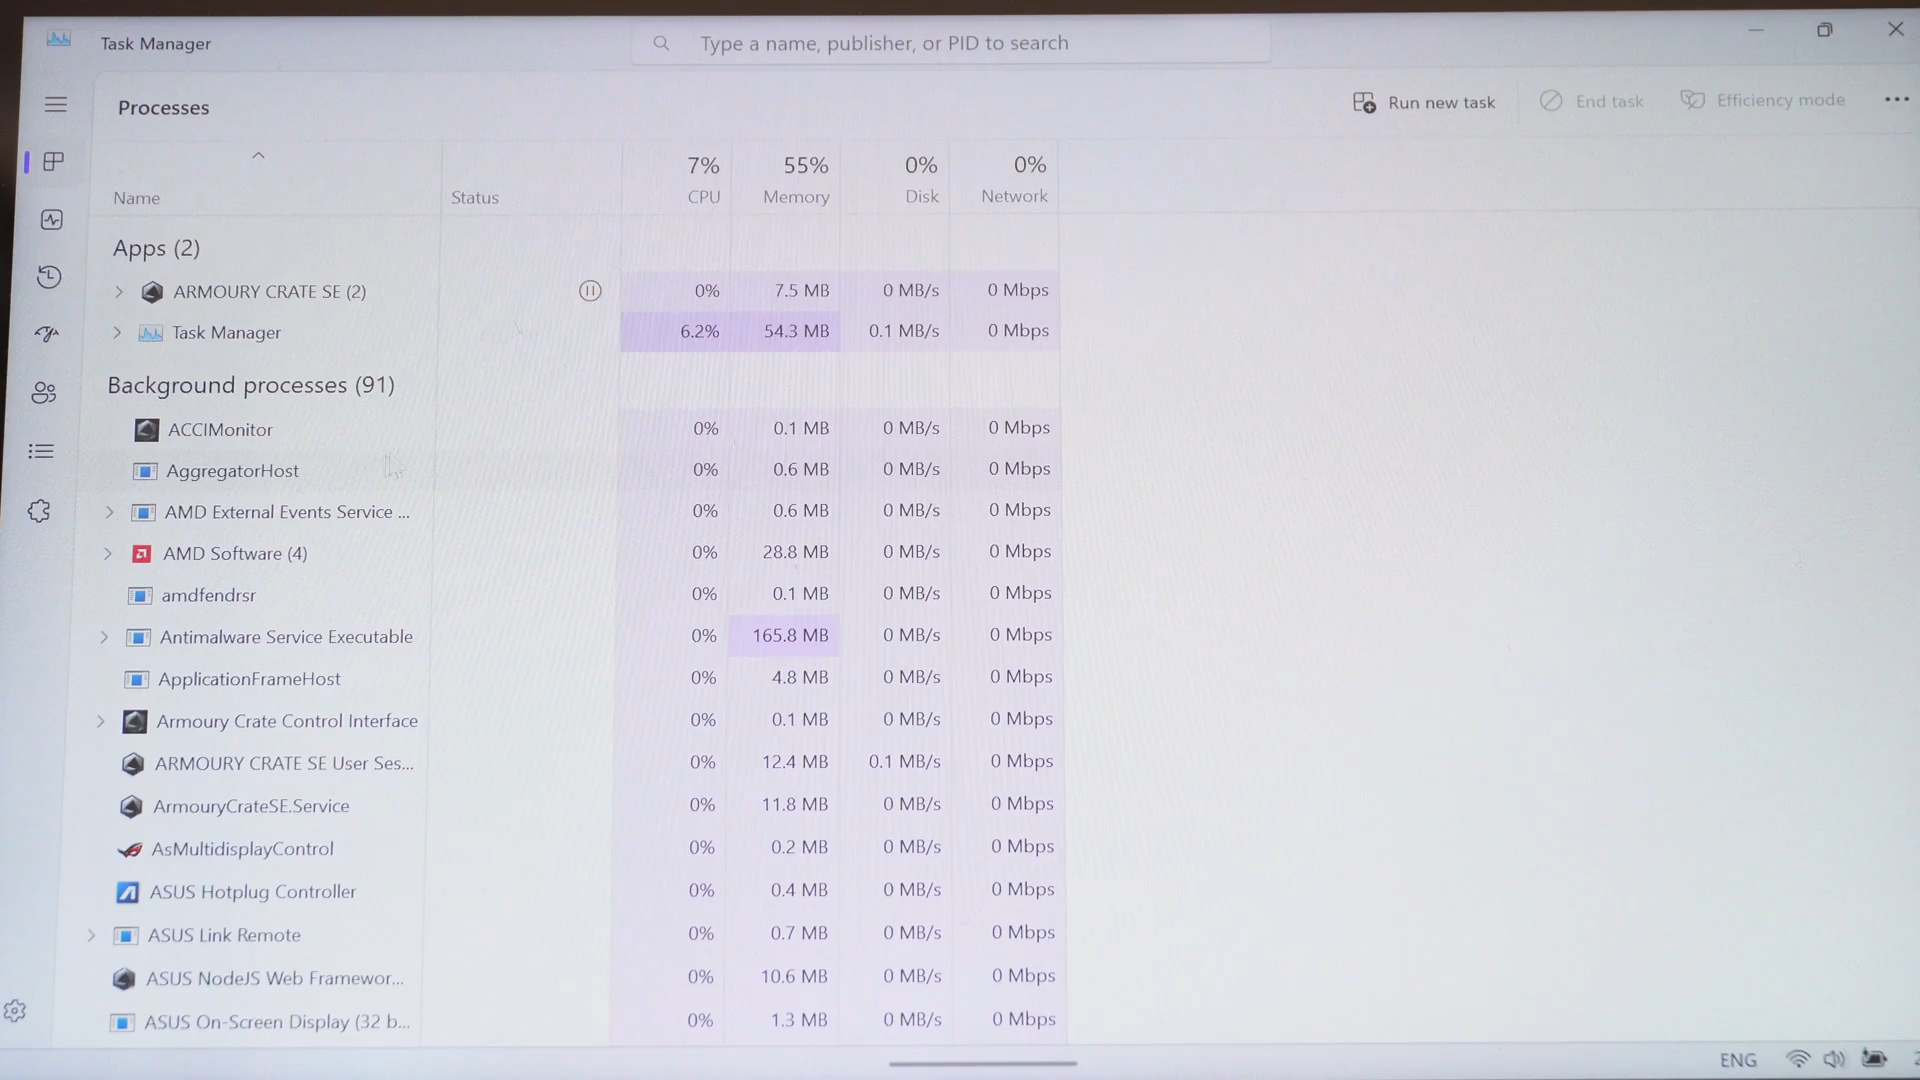 Task Manager
Type a name, publisher, or PID to search
Processes
Run new task
End task
Efficiency mode
7% 55% 0% 0%
Name Status CPU Memory Disk Network
Apps (2)
ARMOURY CRATE SE (2) 0% 7.5 MB 0 MB/s 0 Mbps
Task Manager 6.2% 54.3 MB 0.1 MB/s 0 Mbps
Background processes (91)
ACCIMonitor 0% 0.1 MB 0 MB/s 0 Mbps
AggregatorHost 0% 0.6 MB 0 MB/s 0 Mbps
AMD External Events Service ... 0% 0.6 MB 0 MB/s 0 Mbps
AMD Software (4) 0% 28.8 MB 0 MB/s 0 Mbps
amdfendrsr 0% 0.1 MB 0 MB/s 0 Mbps
Antimalware Service Executable 0% 165.8 MB 0 MB/s 0 Mbps
ApplicationFrameHost 0% 4.8 MB 0 MB/s 0 Mbps
Armoury Crate Control Interface 0% 0.1 MB 0 MB/s 0 Mbps
ARMOURY CRATE SE User Ses... 0% 12.4 MB 0.1 MB/s 0 Mbps
ArmouryCrateSE.Service 0% 11.8 MB 0 MB/s 0 Mbps
AsMultidisplayControl 0% 0.2 MB 0 MB/s 0 Mbps
ASUS Hotplug Controller 0% 0.4 MB 0 MB/s 0 Mbps
ASUS Link Remote 0% 0.7 MB 0 MB/s 0 Mbps
ASUS NodeJS Web Framewor... 0% 10.6 MB 0 MB/s 0 Mbps
ASUS On-Screen Display (32 b... 0% 1.3 MB 0 MB/s 0 Mbps
ENG